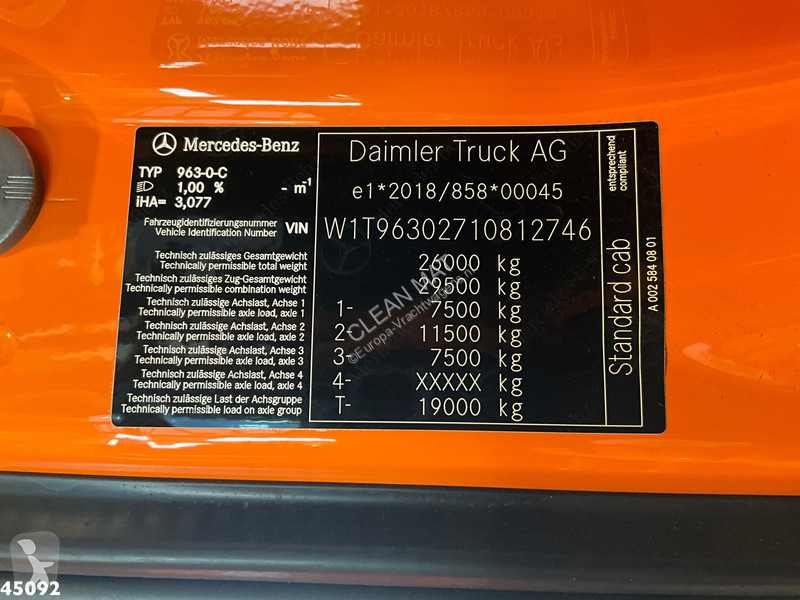 Mercedes-Benz
TYP 963-0-C
1,00 % - m-1
iHA= 3,077
Fahrzeugidentifizierungsnummer
Vehicle Identification Number VIN
Technisch zulässiges Gesamtgewicht
Technically permissible total weight
Technisch zulässiges Zug-Gesamtgewicht
Technically permissible combination weight
Technisch zulässige Achslast, Achse 1
Technically permissible axle load, axle 1
Technisch zulässige Achslast, Achse 2
Technically permissible axle load, axle 2
Technisch zulässige Achslast, Achse 3
Technically permissible axle load, axle 3
Technisch zulässige Achslast, Achse 4
Technically permissible axle load, axle 4
Technisch zulässige Last der Achsgruppe
Technically permissible load on axle group
Daimler Truck AG
e1*2018/858*00045
W1T96302710812746
26000 kg
29500 kg
1- 7500 kg
2- 11500 kg
3- 7500 kg
4- XXXXX kg
T- 19000 kg
entsprechend
compliant
Standard cab
A 002 584 08 01
CLEAN MAT
©Europa-Vrachtwagen.nl
45092